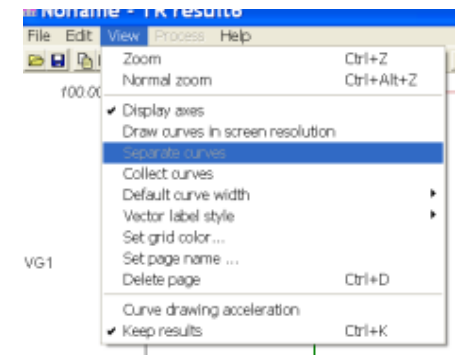 Noname - TR result6
File Edit View Process Help
Zoom Ctrl+Z
Normal zoom Ctrl+Alt+Z
100.00
Display axes
Draw curves in screen resolution
Separate curves
Collect curves
Default curve width
Vector label style
Set grid color...
VG1
Set page name ...
Delete page Ctrl+D
Curve drawing acceleration
Keep results Ctrl+K